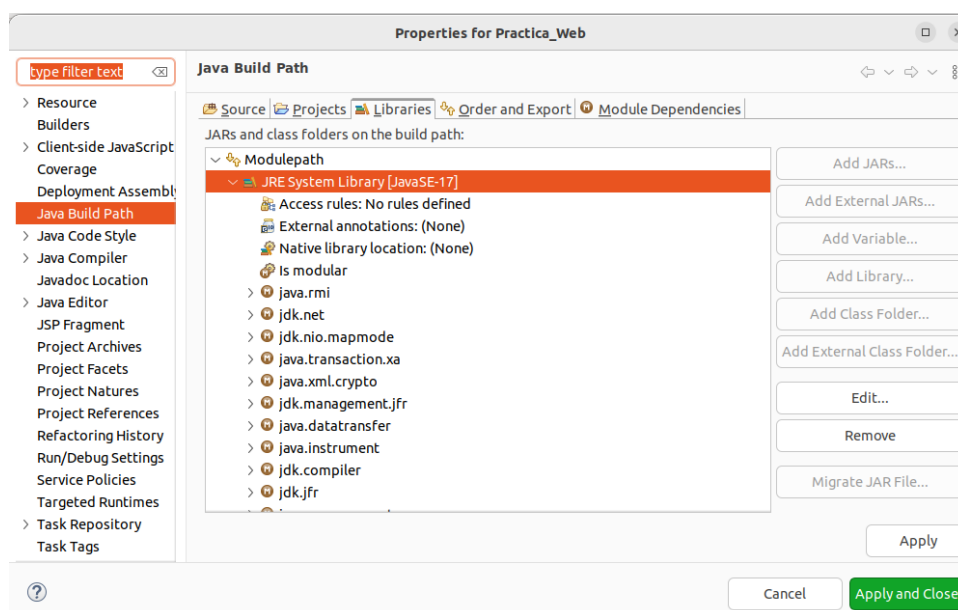 Properties for Practica_Web
type filter text
Java Build Path
Resource
Builders
Client-side JavaScript
Coverage
Deployment Assembly
Java Build Path
Java Code Style
Java Compiler
Javadoc Location
Java Editor
JSP Fragment
Project Archives
Project Facets
Project Natures
Project References
Refactoring History
Run/Debug Settings
Service Policies
Targeted Runtimes
Task Repository
Task Tags
Source Projects Libraries Order and Export Module Dependencies
JARs and class folders on the build path:
Modulepath
JRE System Library [JavaSE-17]
Access rules: No rules defined
External annotations: (None)
Native library location: (None)
Is modular
java.rmi
jdk.net
jdk.nio.mapmode
java.transaction.xa
java.xml.crypto
jdk.management.jfr
java.datatransfer
java.instrument
jdk.compiler
jdk.jfr
Add JARs...
Add External JARs...
Add Variable...
Add Library...
Add Class Folder...
Add External Class Folder...
Edit...
Remove
Migrate JAR File...
Apply
Cancel
Apply and Close